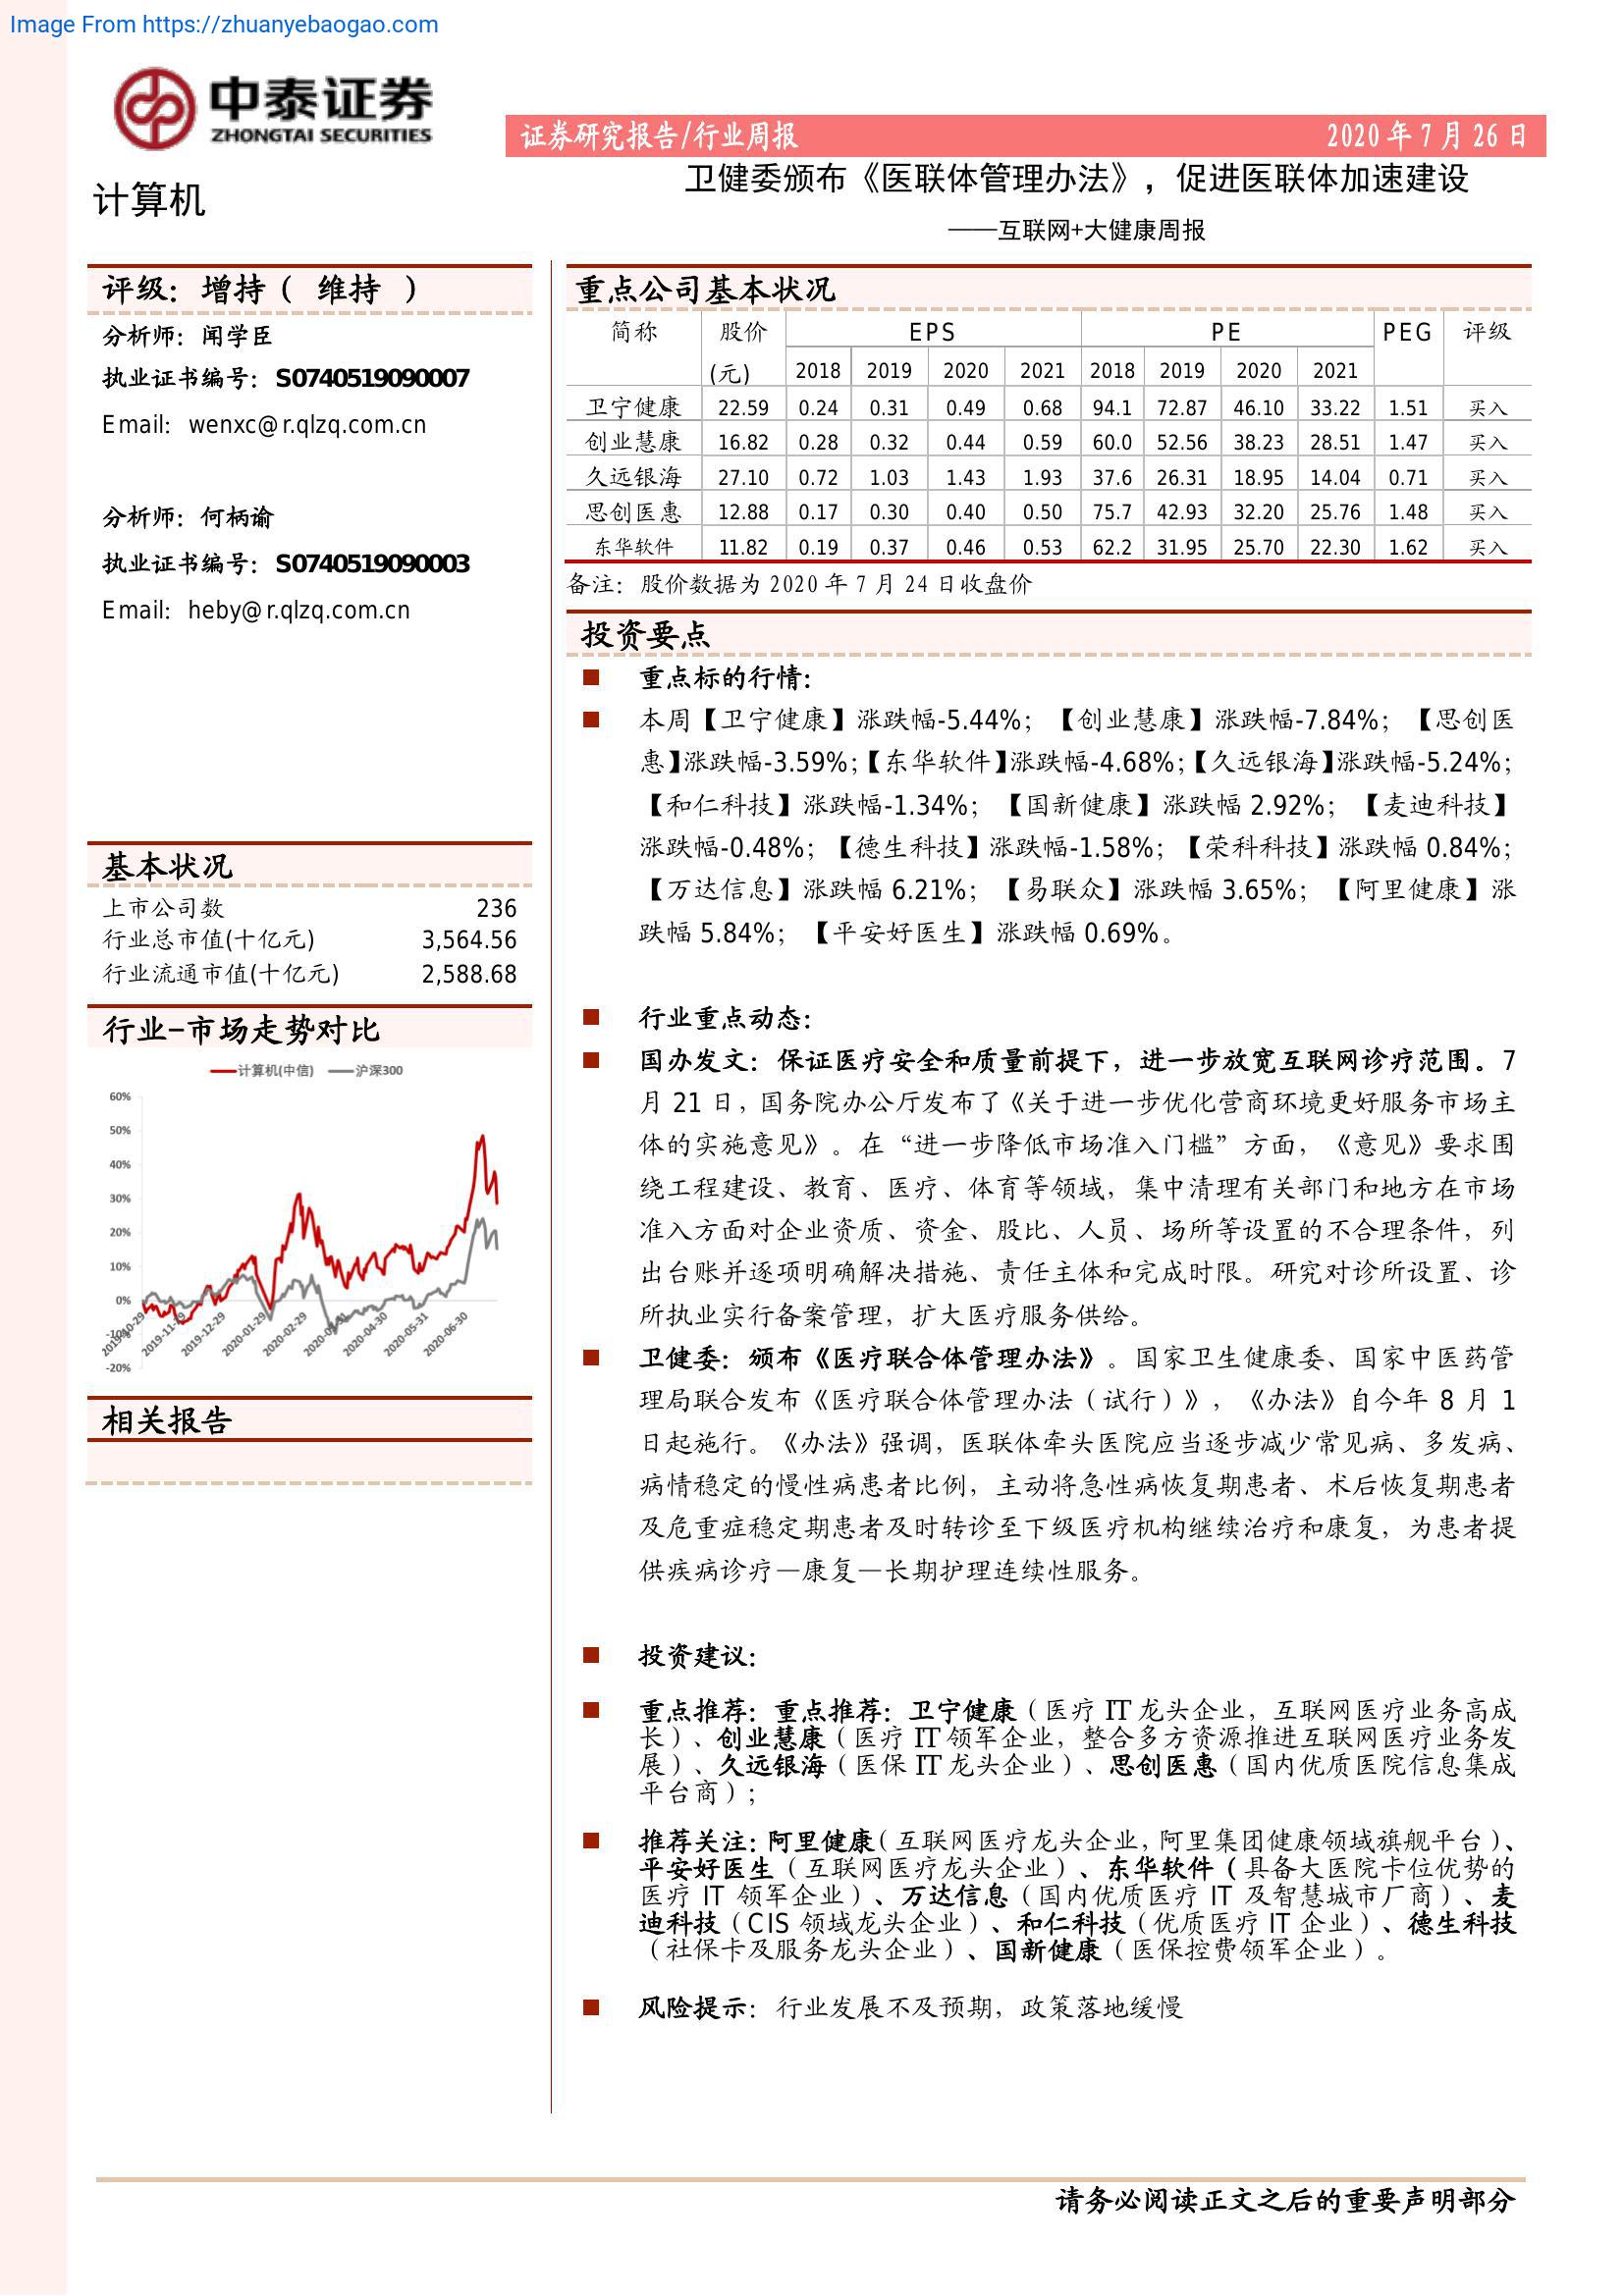 Image From https://zhuanyebaogao.com
中泰证券
ZHONGTAI SECURITIES
证券研究报告/行业周报 2020 年 7 月 26 日
计算机
卫健委颁布《医联体管理办法》，促进医联体加速建设
——互联网+大健康周报
评级：增持（ 维持 ）
分析师：闻学臣
执业证书编号：S0740519090007
Email: wenxc@r.qlzq.com.cn
分析师：何柄谕
执业证书编号：S0740519090003
Email: heby@r.qlzq.com.cn
基本状况
上市公司数 236
行业总市值(十亿元) 3,564.56
行业流通市值(十亿元) 2,588.68
行业-市场走势对比
计算机(中信) 沪深300
60%
50%
40%
30%
20%
10%
0%
-10%
-20%
2019-10-29 2019-11-29 2019-12-29 2020-01-29 2020-02-29 2020-03-31 2020-04-30 2020-05-31 2020-06-30
相关报告
重点公司基本状况
简称 股价 EPS PE PEG 评级
(元) 2018 2019 2020 2021 2018 2019 2020 2021
卫宁健康 22.59 0.24 0.31 0.49 0.68 94.1 72.87 46.10 33.22 1.51 买入
创业慧康 16.82 0.28 0.32 0.44 0.59 60.0 52.56 38.23 28.51 1.47 买入
久远银海 27.10 0.72 1.03 1.43 1.93 37.6 26.31 18.95 14.04 0.71 买入
思创医惠 12.88 0.17 0.30 0.40 0.50 75.7 42.93 32.20 25.76 1.48 买入
东华软件 11.82 0.19 0.37 0.46 0.53 62.2 31.95 25.70 22.30 1.62 买入
备注：股价数据为 2020 年 7 月 24 日收盘价
投资要点
■ 重点标的行情：
■ 本周【卫宁健康】涨跌幅-5.44%；【创业慧康】涨跌幅-7.84%；【思创医
惠】涨跌幅-3.59%；【东华软件】涨跌幅-4.68%；【久远银海】涨跌幅-5.24%；
【和仁科技】涨跌幅-1.34%；【国新健康】涨跌幅 2.92%；【麦迪科技】
涨跌幅-0.48%；【德生科技】涨跌幅-1.58%；【荣科科技】涨跌幅 0.84%；
【万达信息】涨跌幅 6.21%；【易联众】涨跌幅 3.65%；【阿里健康】涨
跌幅 5.84%；【平安好医生】涨跌幅 0.69%。
■ 行业重点动态：
■ 国办发文：保证医疗安全和质量前提下，进一步放宽互联网诊疗范围。7
月 21 日，国务院办公厅发布了《关于进一步优化营商环境更好服务市场主
体的实施意见》。在“进一步降低市场准入门槛”方面，《意见》要求围
绕工程建设、教育、医疗、体育等领域，集中清理有关部门和地方在市场
准入方面对企业资质、资金、股比、人员、场所等设置的不合理条件，列
出台账并逐项明确解决措施、责任主体和完成时限。研究对诊所设置、诊
所执业实行备案管理，扩大医疗服务供给。
■ 卫健委：颁布《医疗联合体管理办法》。国家卫生健康委、国家中医药管
理局联合发布《医疗联合体管理办法（试行）》，《办法》自今年 8 月 1
日起施行。《办法》强调，医联体牵头医院应当逐步减少常见病、多发病、
病情稳定的慢性病患者比例，主动将急性病恢复期患者、术后恢复期患者
及危重症稳定期患者及时转诊至下级医疗机构继续治疗和康复，为患者提
供疾病诊疗—康复—长期护理连续性服务。
■ 投资建议：
■ 重点推荐：重点推荐：卫宁健康（医疗 IT 龙头企业，互联网医疗业务高成
长）、创业慧康（医疗 IT 领军企业，整合多方资源推进互联网医疗业务发
展）、久远银海（医保 IT 龙头企业）、思创医惠（国内优质医院信息集成
平台商）；
■ 推荐关注：阿里健康（互联网医疗龙头企业，阿里集团健康领域旗舰平台）、
平安好医生（互联网医疗龙头企业）、东华软件（具备大医院卡位优势的
医疗 IT 领军企业）、万达信息（国内优质医疗 IT 及智慧城市厂商）、麦
迪科技（CIS 领域龙头企业）、和仁科技（优质医疗 IT 企业）、德生科技
（社保卡及服务龙头企业）、国新健康（医保控费领军企业）。
■ 风险提示：行业发展不及预期，政策落地缓慢
请务必阅读正文之后的重要声明部分